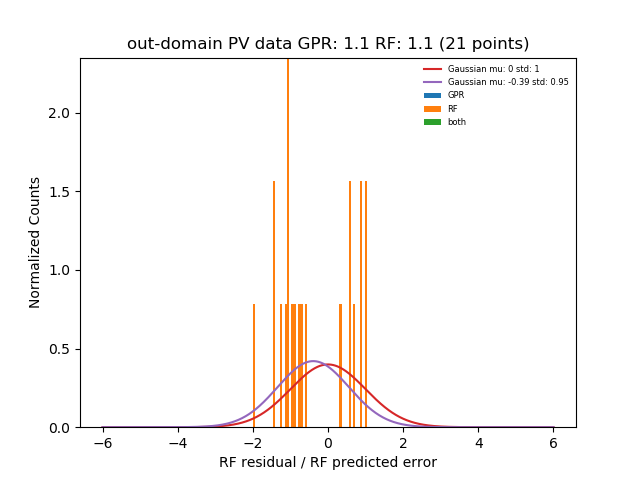 out-domain PV data GPR: 1.1 RF: 1.1 (21 points)
Gaussian mu: 0 std: 1
Gaussian mu: -0.39 std: 0.95
GPR
RF
both
Normalized Counts
2.0
1.5
1.0
0.5
0.0
−6 −4 −2 0 2 4 6
RF residual / RF predicted error